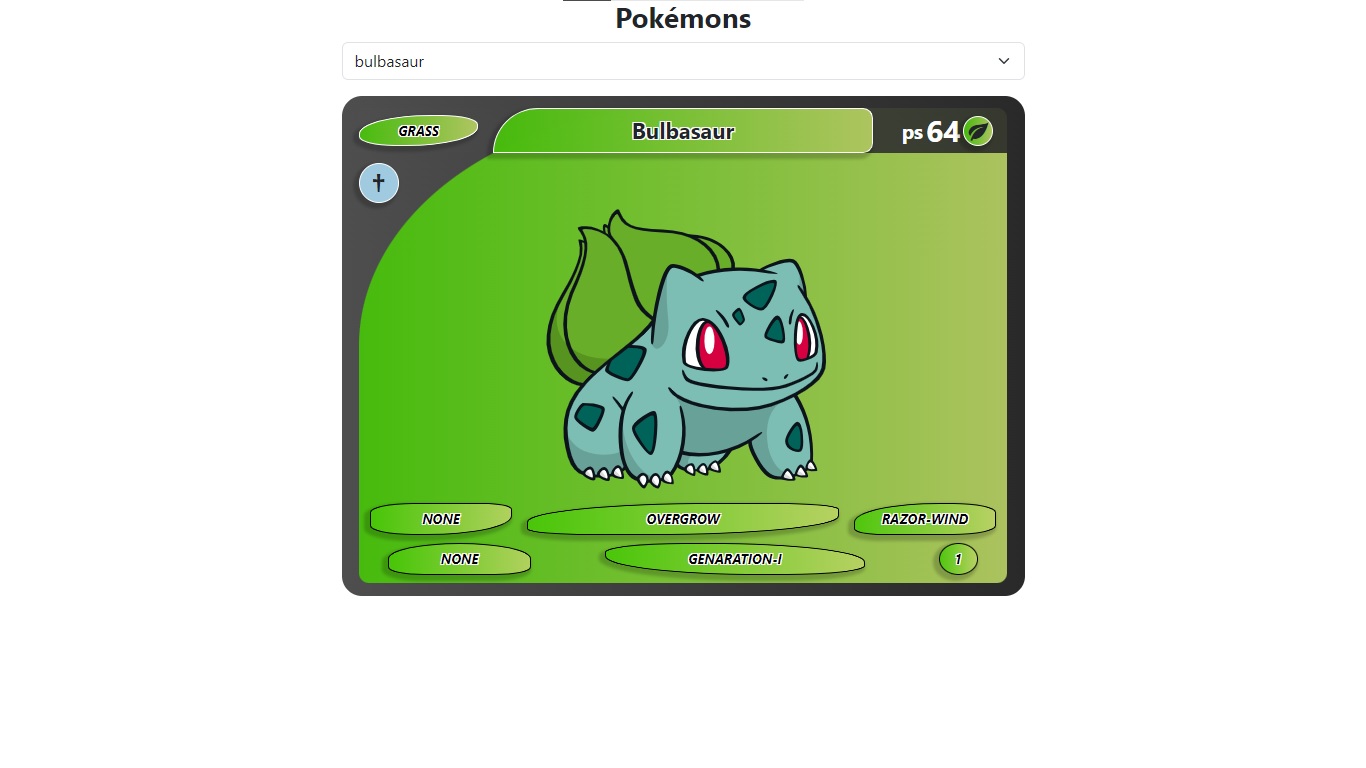 Pokémons
bulbasaur
GRASS
Bulbasaur
ps 64
NONE
OVERGROW
RAZOR-WIND
NONE
GENARATION-I
1